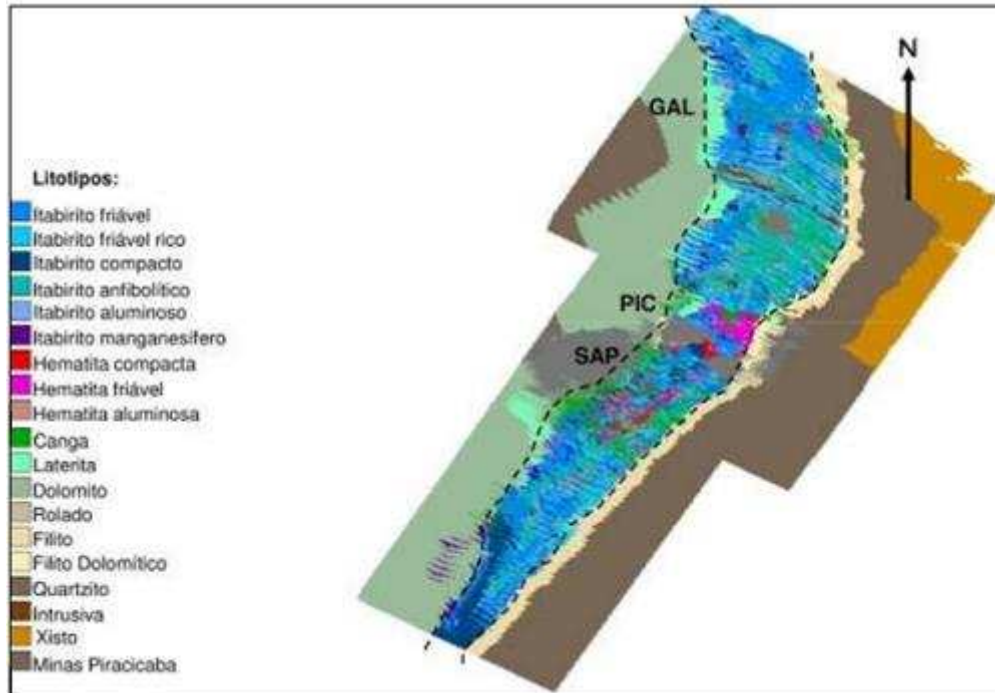 N
GAL
PIC
SAP
Litotipos:
Itabirito friável
Itabirito friável rico
Itabirito compacto
Itabirito anfibolítico
Itabirito aluminoso
Itabirito manganesífero
Hematita compacta
Hematita friável
Hematita aluminosa
Canga
Laterita
Dolomito
Rolado
Filito
Filito Dolomítico
Quartzito
Intrusiva
Xisto
Minas Piracicaba